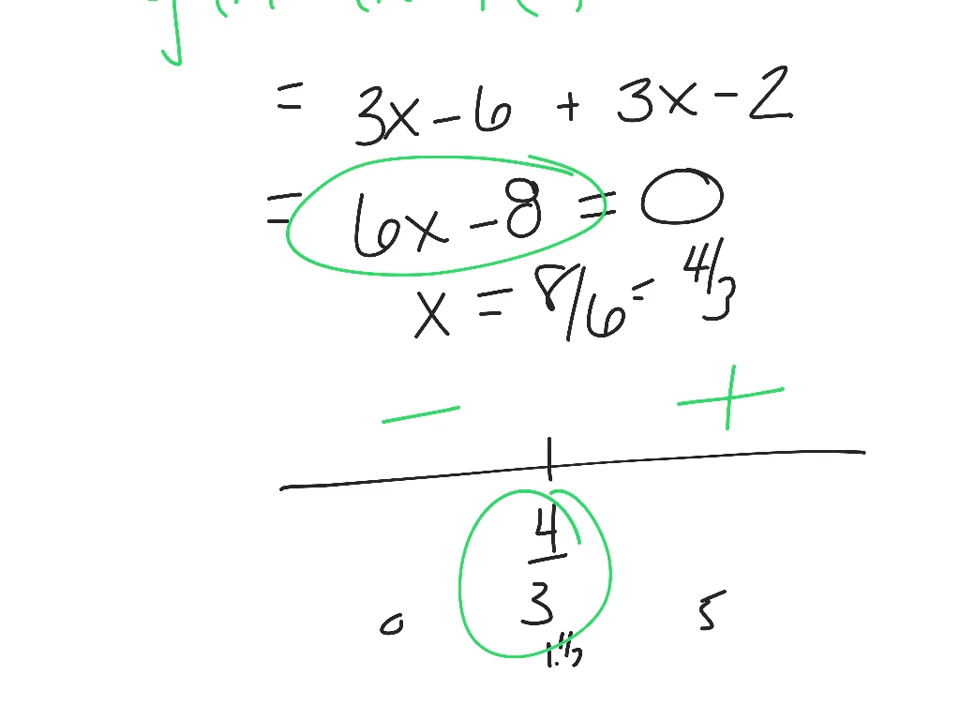 = 3x - 6 + 3x - 2
= 6x - 8 = 0
x = 8/6 = 4/3
- +
4
0 3 5